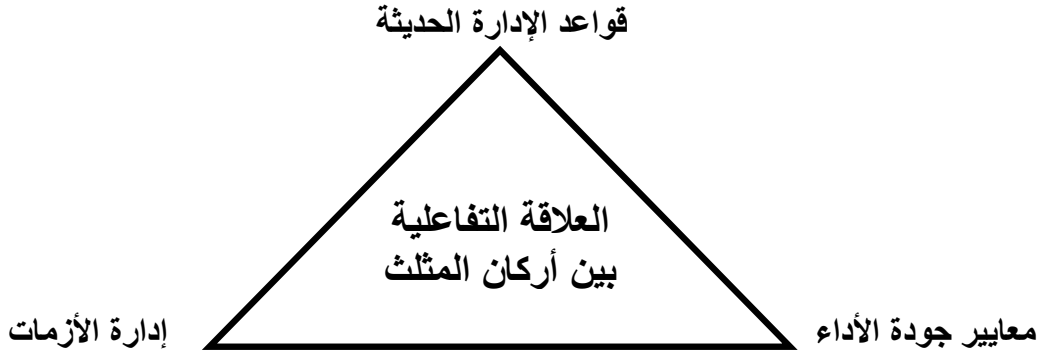 قواعد الإدارة الحديثة
العلاقة التفاعلية
بين أركان المثلث
معايير جودة الأداء
إدارة الأزمات